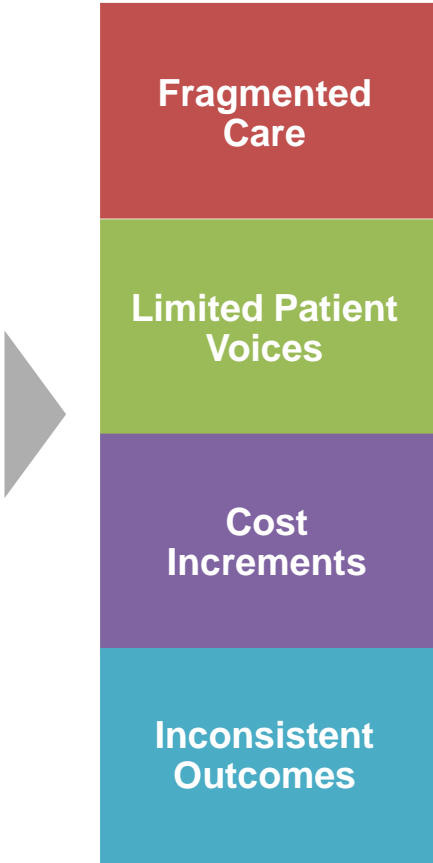 Fragmented
Care
Limited Patient
Voices
Cost
Increments
Inconsistent
Outcomes